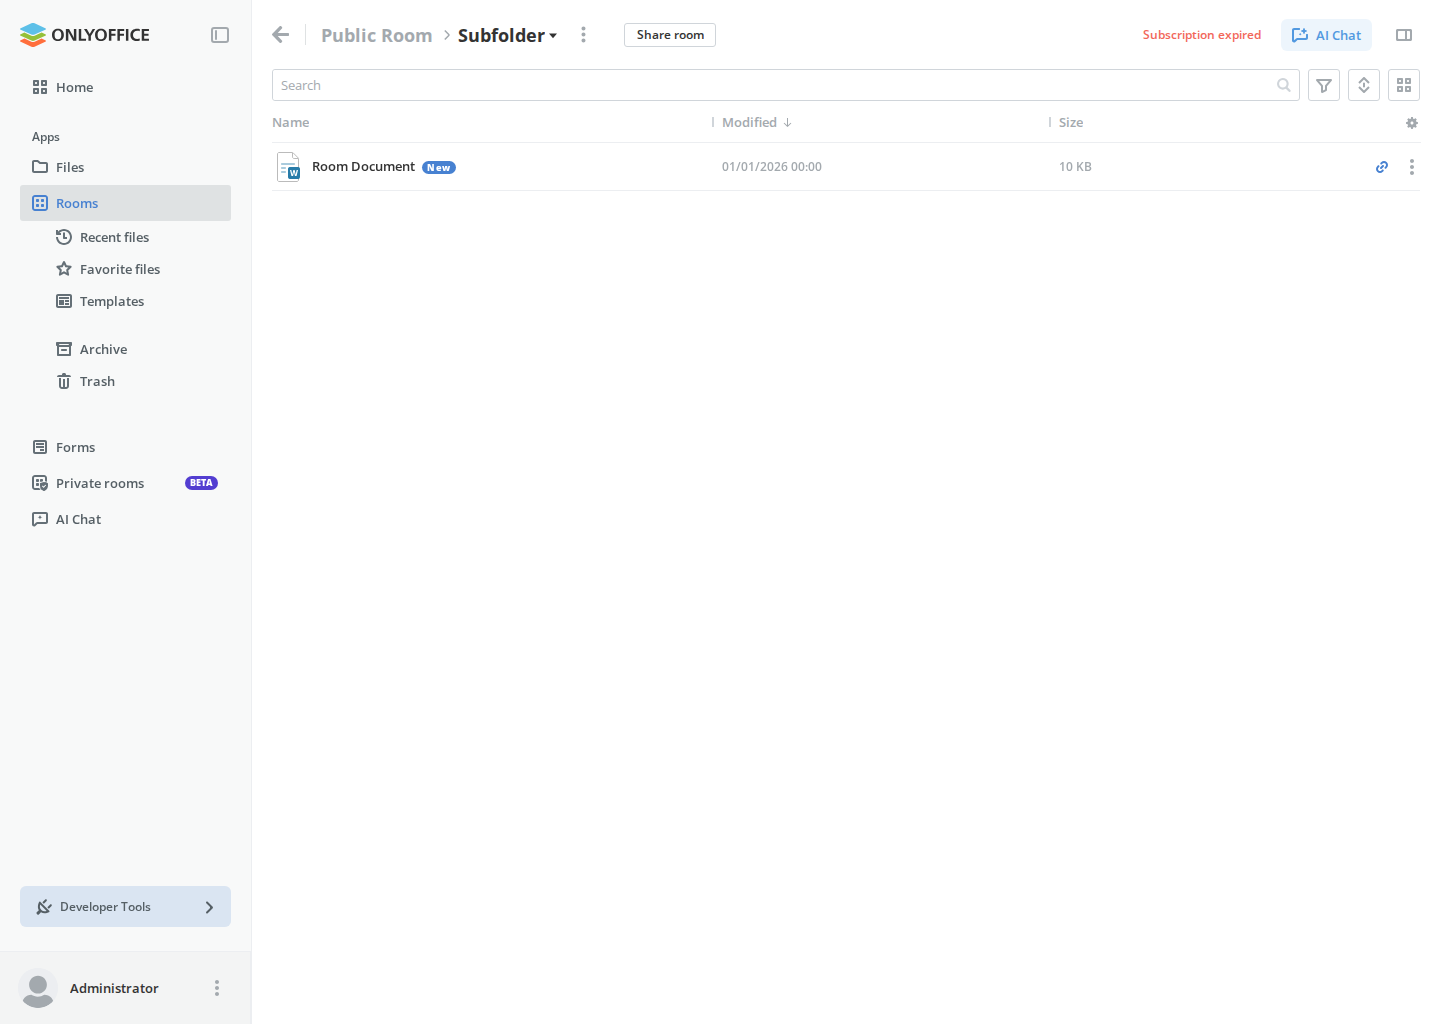 ONLYOFFICE
Home
Apps
Files
Rooms
Recent files
Favorite files
Templates
Archive
Trash
Forms
Private rooms BETA
AI Chat
Developer Tools
Administrator
Public Room > Subfolder
Share room
Subscription expired
AI Chat
Search
Name Modified Size
Room Document New 01/01/2026 00:00 10 KB
W